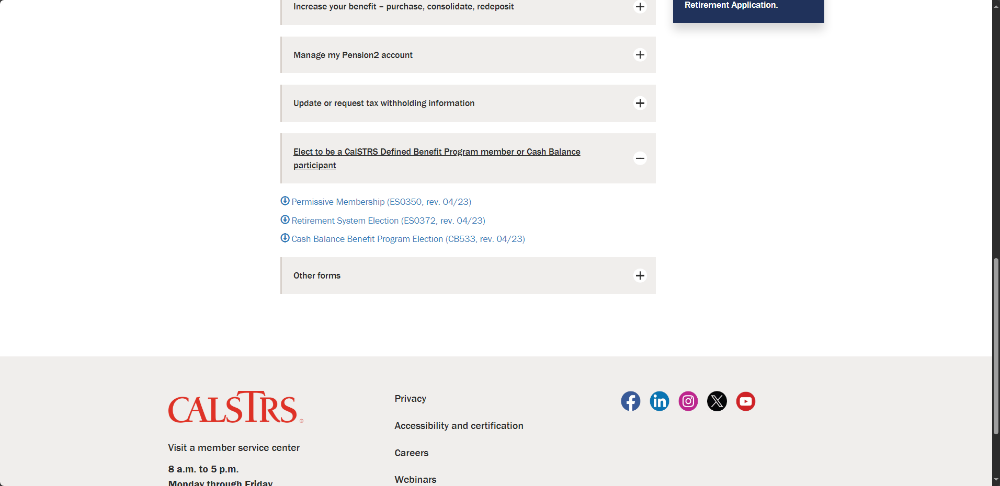 Increase your benefit – purchase, consolidate, redeposit
Retirement Application.
Manage my Pension2 account
Update or request tax withholding information
Elect to be a CalSTRS Defined Benefit Program member or Cash Balance
participant
Permissive Membership (ES0350, rev. 04/23)
Retirement System Election (ES0372, rev. 04/23)
Cash Balance Benefit Program Election (CB533, rev. 04/23)
Other forms
CALSTRS®
Visit a member service center
8 a.m. to 5 p.m.
Monday through Friday
Privacy
Accessibility and certification
Careers
Webinars